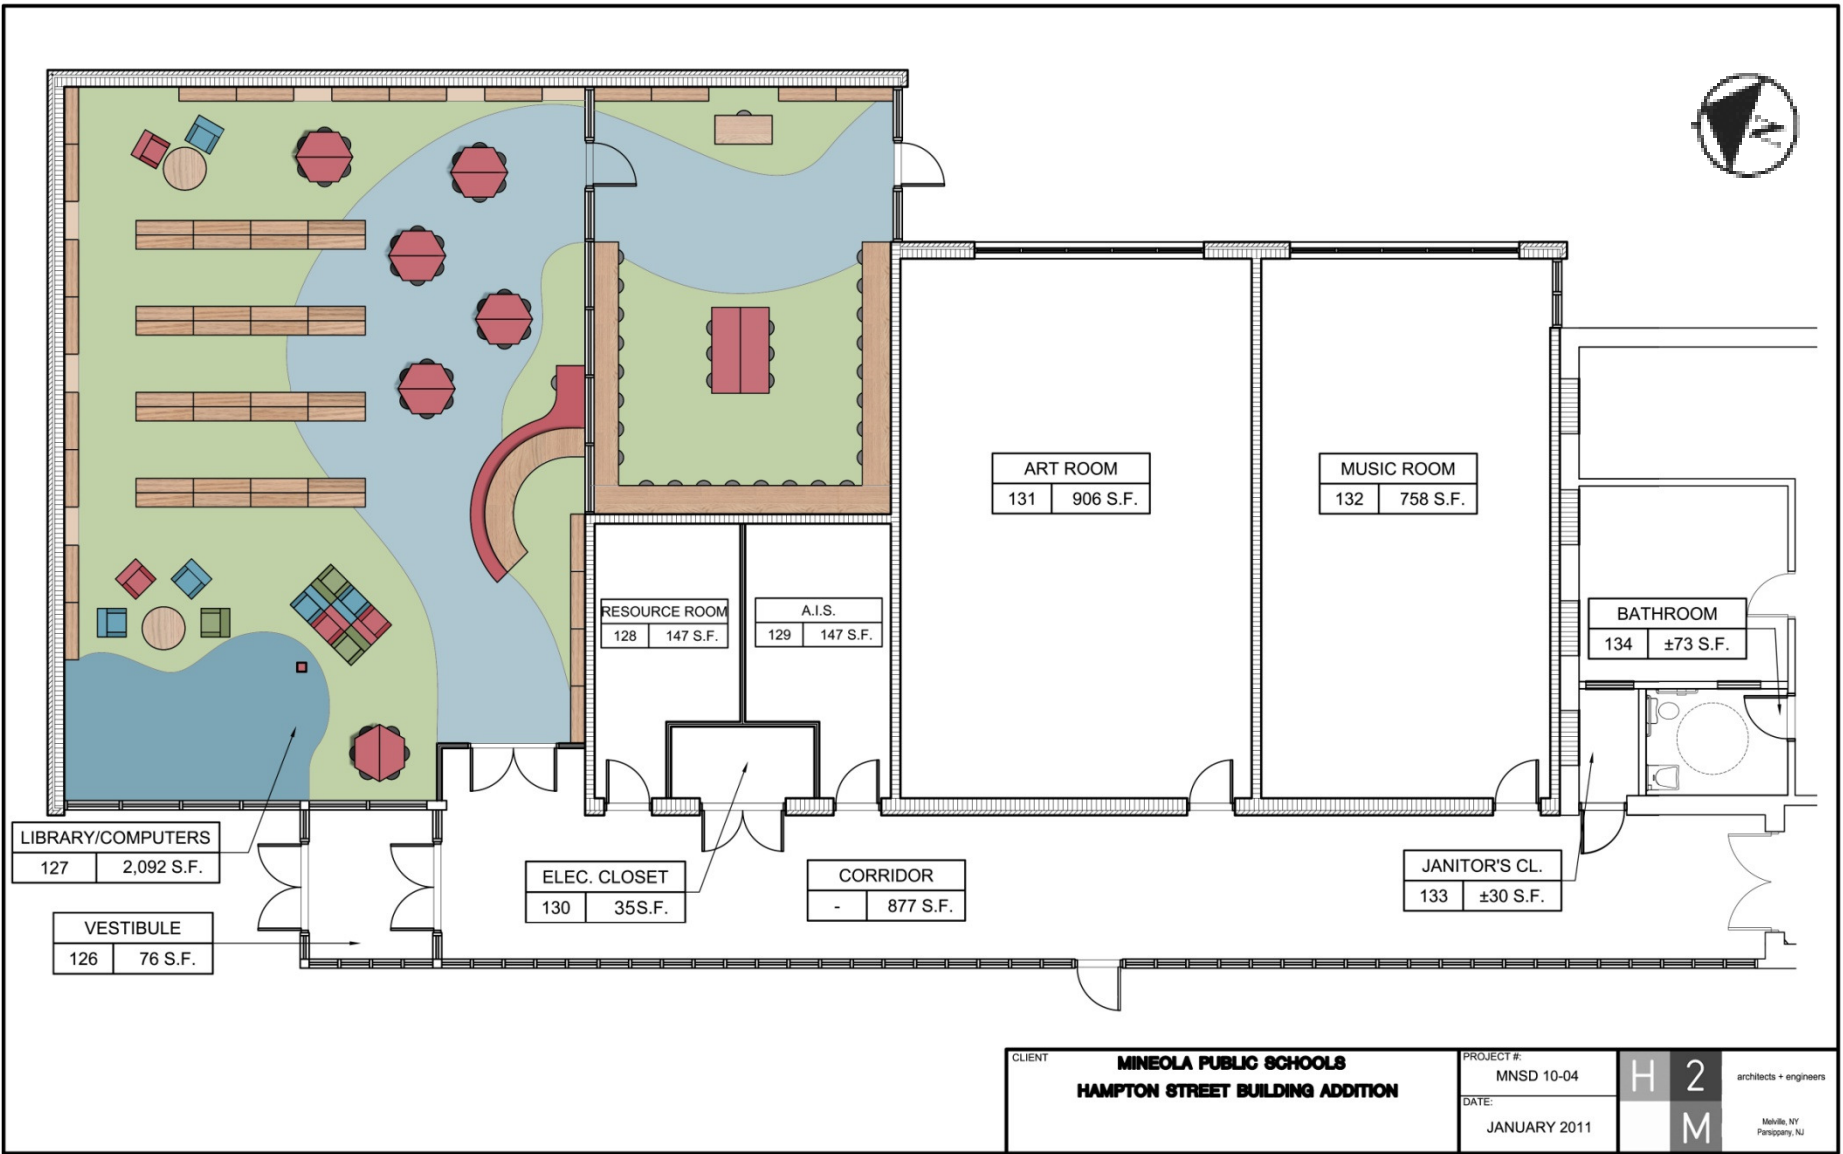 ART ROOM
131 906 S.F.
MUSIC ROOM
132 758 S.F.
RESOURCE ROOM
128 147 S.F.
A.I.S.
129 147 S.F.
BATHROOM
134 ±73 S.F.
LIBRARY/COMPUTERS
127 2,092 S.F.
ELEC. CLOSET
130 35S.F.
CORRIDOR
- 877 S.F.
JANITOR'S CL.
133 ±30 S.F.
VESTIBULE
126 76 S.F.
CLIENT
MINEOLA PUBLIC SCHOOLS
HAMPTON STREET BUILDING ADDITION
PROJECT #:
MNSD 10-04
DATE:
JANUARY 2011
H2M
architects + engineers
Melville, NY
Parsippany, NJ